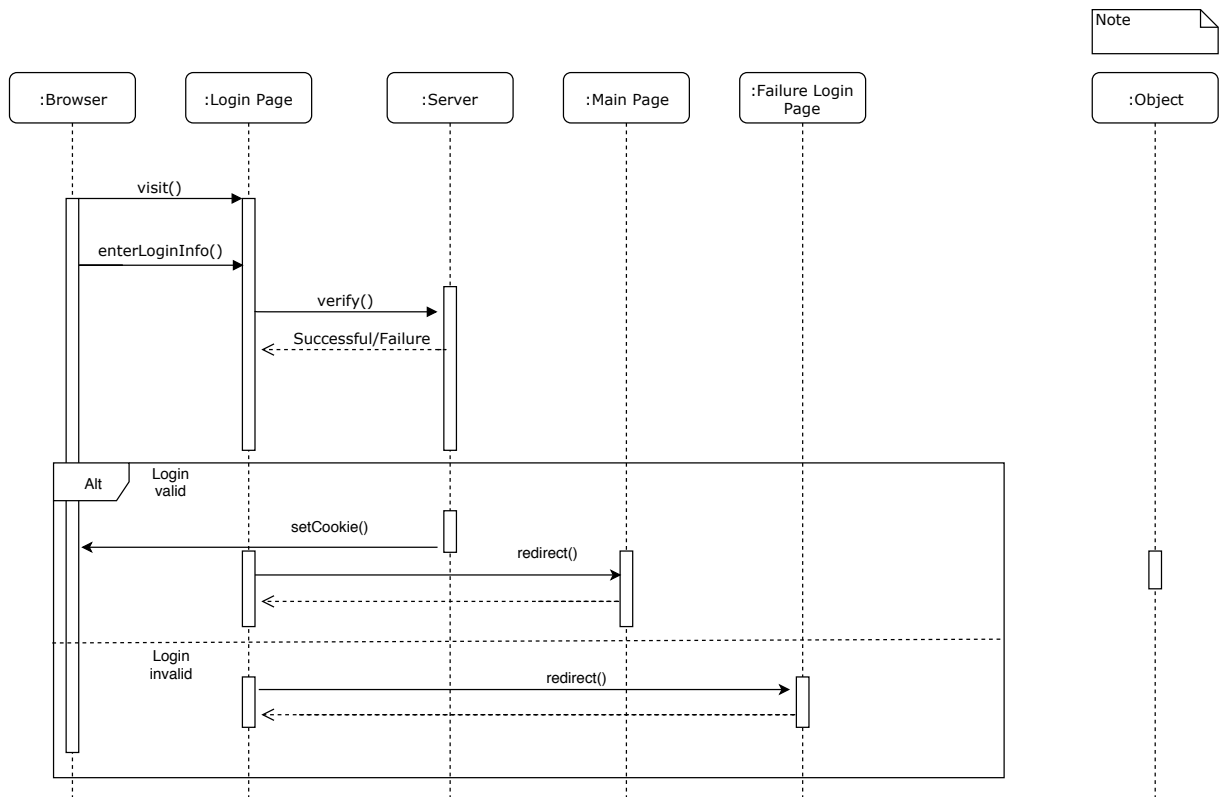 Note
:Browser
:Login Page
:Server
:Main Page
:Failure Login
Page
:Object
visit()
enterLoginInfo()
verify()
Successful/Failure
Alt
Login
valid
setCookie()
redirect()
Login
invalid
redirect()